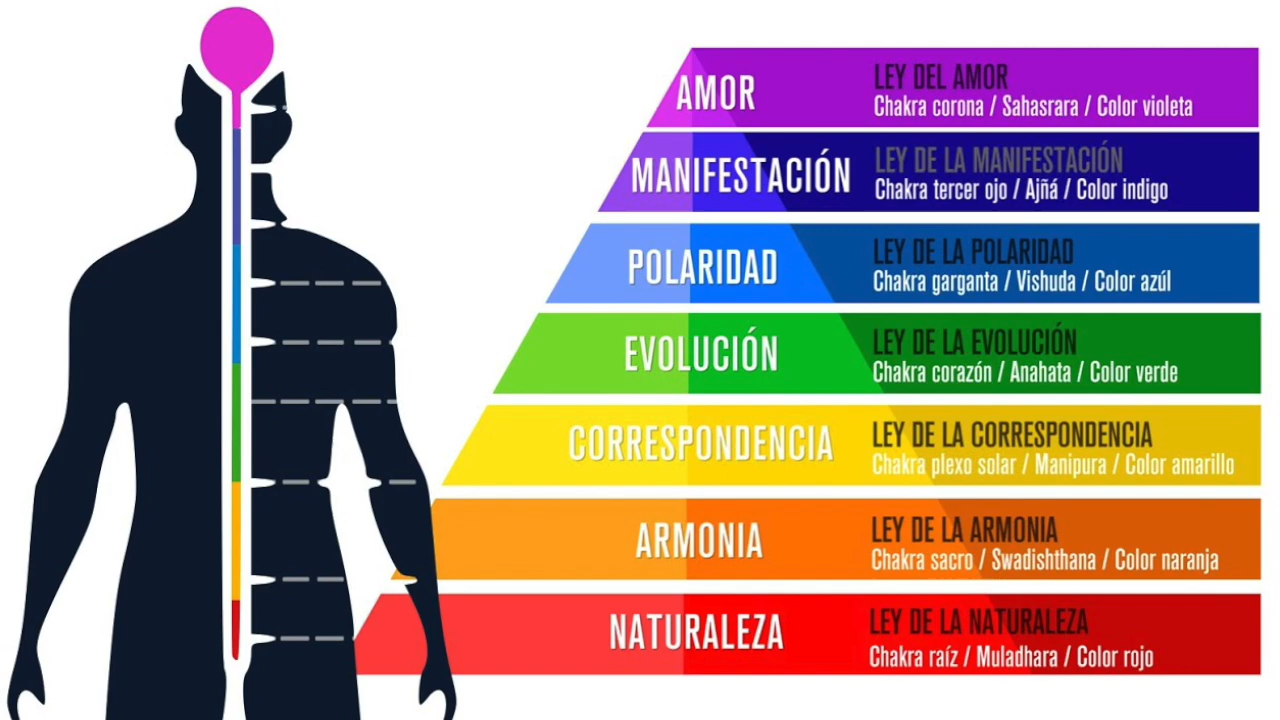 AMOR
LEY DEL AMOR
Chakra corona / Sahasrara / Color violeta
MANIFESTACIÓN
LEY DE LA MANIFESTACIÓN
Chakra tercer ojo / Ajñá / Color indigo
POLARIDAD
LEY DE LA POLARIDAD
Chakra garganta / Vishuda / Color azúl
EVOLUCIÓN
LEY DE LA EVOLUCIÓN
Chakra corazón / Anahata / Color verde
CORRESPONDENCIA
LEY DE LA CORRESPONDENCIA
Chakra plexo solar / Manipura / Color amarillo
ARMONIA
LEY DE LA ARMONIA
Chakra sacro / Swadishthana / Color naranja
NATURALEZA
LEY DE LA NATURALEZA
Chakra raíz / Muladhara / Color rojo